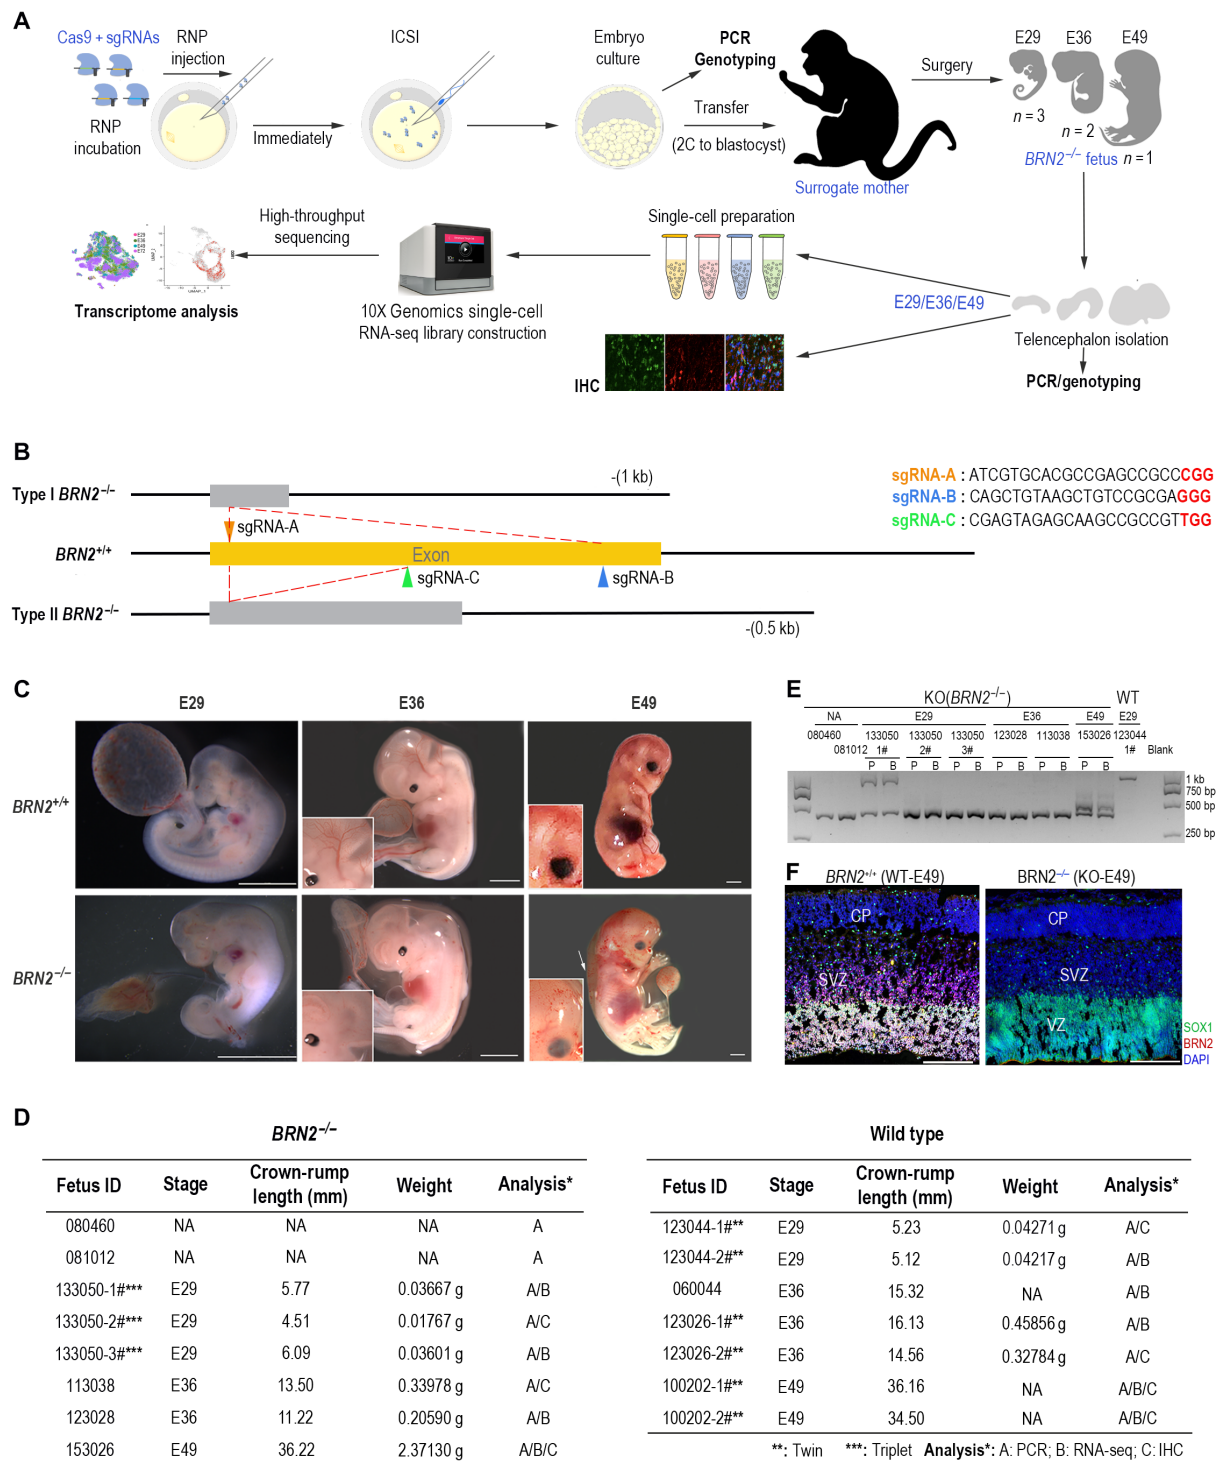 A
Cas9 + sgRNAs
RNP
injection
ICSI
Embryo
culture
PCR
Genotyping
Surgery
E29
E36
E49
RNP
incubation
Immediately
Transfer
(2C to blastocyst)
n = 3
n = 2
n = 1
BRN2−/− fetus
Surrogate mother
High-throughput
sequencing
Single-cell preparation
E29
E36
E49
E72
UMAP_1
Transcriptome analysis
10X Genomics single-cell
RNA-seq library construction
E29/E36/E49
Telencephalon isolation
IHC
PCR/genotyping
B
Type I BRN2−/−
-(1 kb)
sgRNA-A : ATCGTGCACGCCGAGCCGCCCGG
sgRNA-B : CAGCTGTAAGCTGTCCGCGAGGG
sgRNA-C : CGAGTAGAGCAAGCCGCCGTTGG
sgRNA-A
BRN2+/+
Exon
sgRNA-C
sgRNA-B
Type II BRN2−/−
-(0.5 kb)
C
E29
E36
E49
BRN2+/+
BRN2−/−
E
KO(BRN2−/−)
WT
NA
E29
E36
E49
E29
080460
081012
133050
1#
133050
2#
133050
3#
123028
113038
153026
123044
1#
Blank
P B P B P B P B P B P B
1 kb
750 bp
500 bp
250 bp
F
BRN2+/+ (WT-E49)
BRN2−/− (KO-E49)
CP
SVZ
CP
SVZ
VZ
SOX1
BRN2
DAPI
D
BRN2−/−
Fetus ID Stage Crown-rump length (mm) Weight Analysis*
080460 NA NA NA A
081012 NA NA NA A
133050-1#*** E29 5.77 0.03667 g A/B
133050-2#*** E29 4.51 0.01767 g A/C
133050-3#*** E29 6.09 0.03601 g A/B
113038 E36 13.50 0.33978 g A/C
123028 E36 11.22 0.20590 g A/B
153026 E49 36.22 2.37130 g A/B/C
Wild type
Fetus ID Stage Crown-rump length (mm) Weight Analysis*
123044-1#** E29 5.23 0.04271 g A/C
123044-2#** E29 5.12 0.04217 g A/B
060044 E36 15.32 NA A/B
123026-1#** E36 16.13 0.45856 g A/B
123026-2#** E36 14.56 0.32784 g A/C
100202-1#** E49 36.16 NA A/B/C
100202-2#** E49 34.50 NA A/B/C
**: Twin ***: Triplet Analysis*: A: PCR; B: RNA-seq; C: IHC